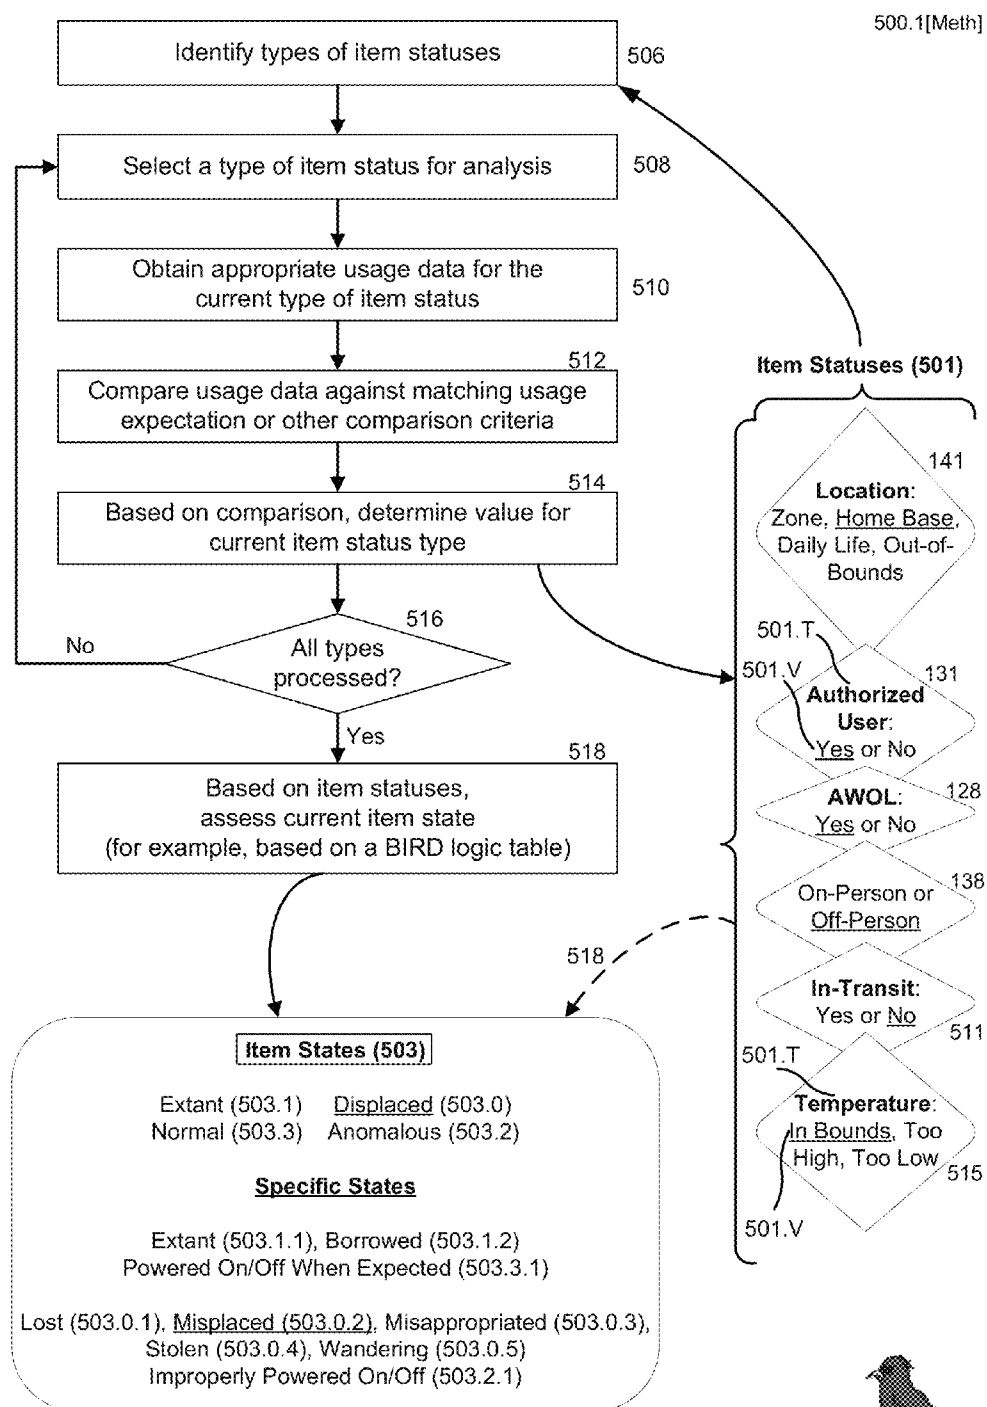 500.1[Meth]
Identify types of item statuses
506
Select a type of item status for analysis
508
Obtain appropriate usage data for the
current type of item status
510
512
Compare usage data against matching usage
expectation or other comparison criteria
514
Based on comparison, determine value for
current item status type
516
All types
processed?
No
Yes
518
Based on item statuses,
assess current item state
(for example, based on a BIRD logic table)
518
Item States (503)
Extant (503.1) Displaced (503.0)
Normal (503.3) Anomalous (503.2)
Specific States
Extant (503.1.1), Borrowed (503.1.2)
Powered On/Off When Expected (503.3.1)
Lost (503.0.1), Misplaced (503.0.2), Misappropriated (503.0.3),
Stolen (503.0.4), Wandering (503.0.5)
Improperly Powered On/Off (503.2.1)
Item Statuses (501)
141
Location:
Zone, Home Base,
Daily Life, Out-of-
Bounds
501.T
501.V
131
Authorized
User:
Yes or No
128
AWOL:
Yes or No
138
On-Person or
Off-Person
In-Transit:
Yes or No
511
501.T
Temperature:
In Bounds, Too
High, Too Low
515
501.V